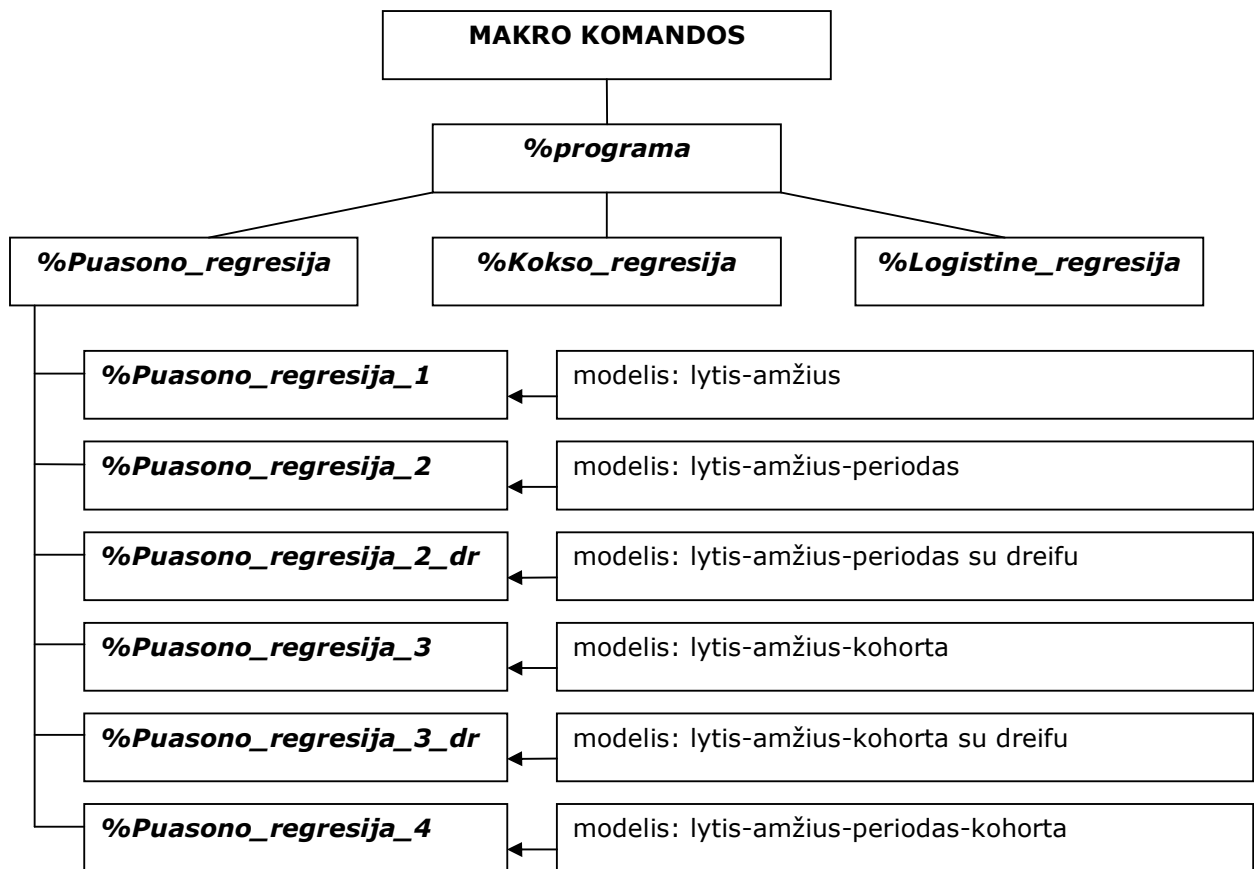 MAKRO KOMANDOS
%programa
%Puasono_regresija
%Kokso_regresija
%Logistine_regresija
%Puasono_regresija_1
modelis: lytis-amžius
%Puasono_regresija_2
modelis: lytis-amžius-periodas
%Puasono_regresija_2_dr
modelis: lytis-amžius-periodas su dreifu
%Puasono_regresija_3
modelis: lytis-amžius-kohorta
%Puasono_regresija_3_dr
modelis: lytis-amžius-kohorta su dreifu
%Puasono_regresija_4
modelis: lytis-amžius-periodas-kohorta